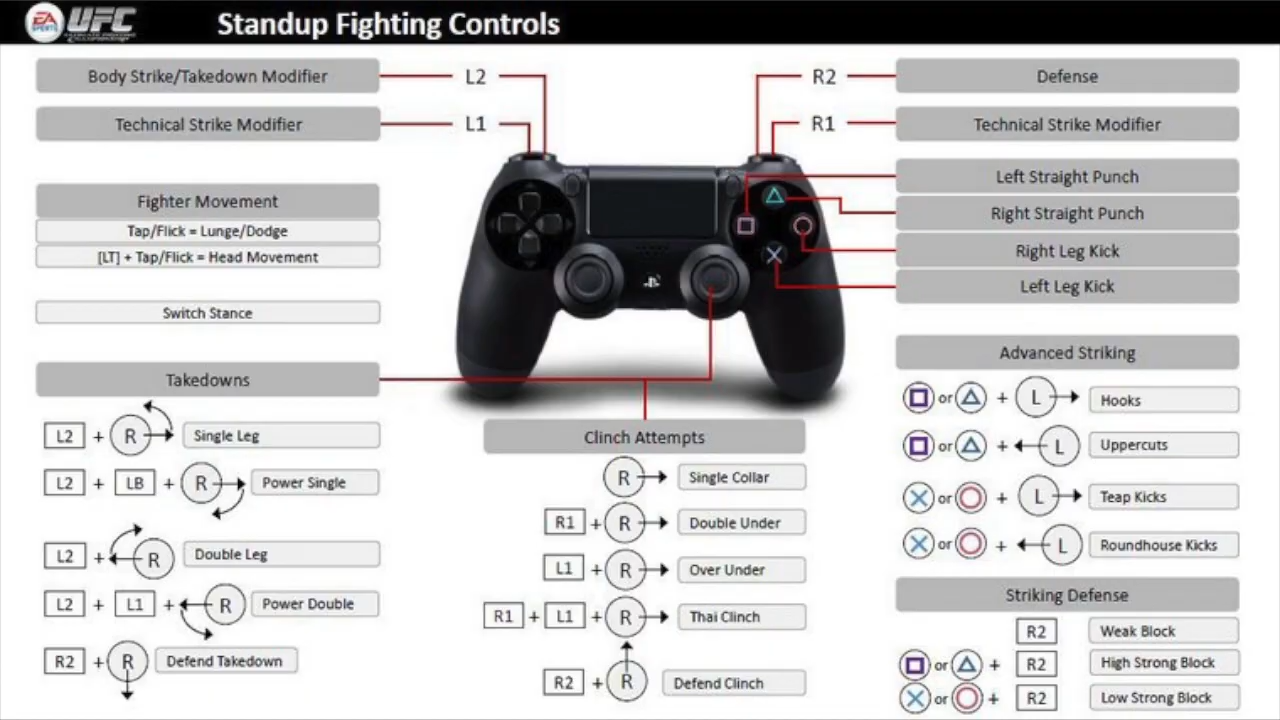 EA SPORTS UFC
Standup Fighting Controls
Body Strike/Takedown Modifier
L2
R2
Defense
Technical Strike Modifier
L1
R1
Technical Strike Modifier
Fighter Movement
Tap/Flick = Lunge/Dodge
[LT] + Tap/Flick = Head Movement
Switch Stance
Left Straight Punch
Right Straight Punch
Right Leg Kick
Left Leg Kick
Takedowns
L2 + R Single Leg
L2 + LB + R Power Single
L2 + R Double Leg
L2 + L1 + R Power Double
R2 + R Defend Takedown
Clinch Attempts
R Single Collar
R1 + R Double Under
L1 + R Over Under
R1 + L1 + R Thai Clinch
R2 + R Defend Clinch
Advanced Striking
or + L Hooks
or + L Uppercuts
or + L Teap Kicks
or + L Roundhouse Kicks
Striking Defense
R2 Weak Block
or + R2 High Strong Block
or + R2 Low Strong Block